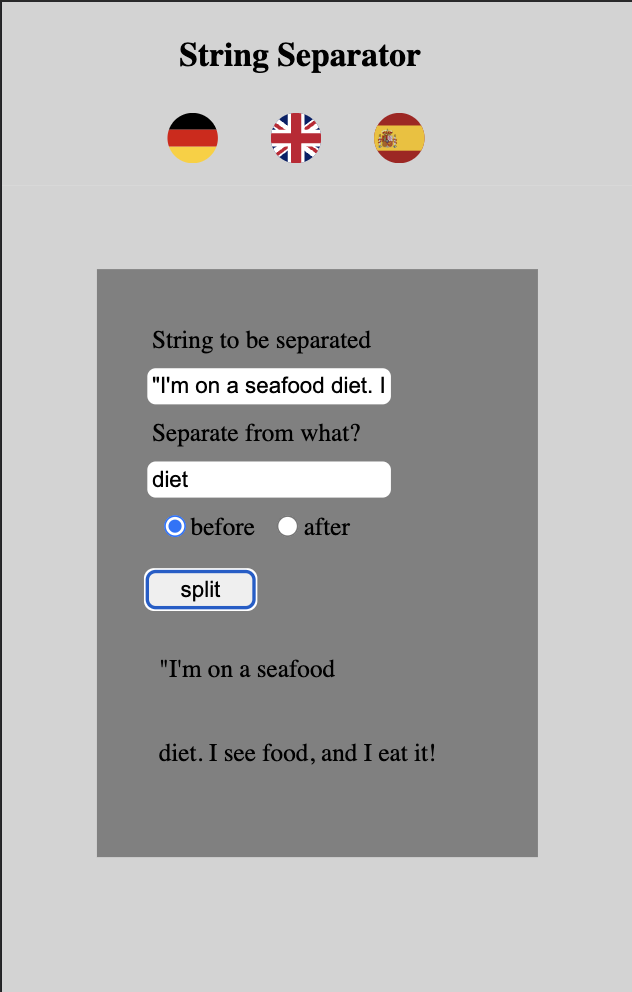 String Separator
String to be separated
"I'm on a seafood diet. I
Separate from what?
diet
before after
split
"I'm on a seafood
diet. I see food, and I eat it!